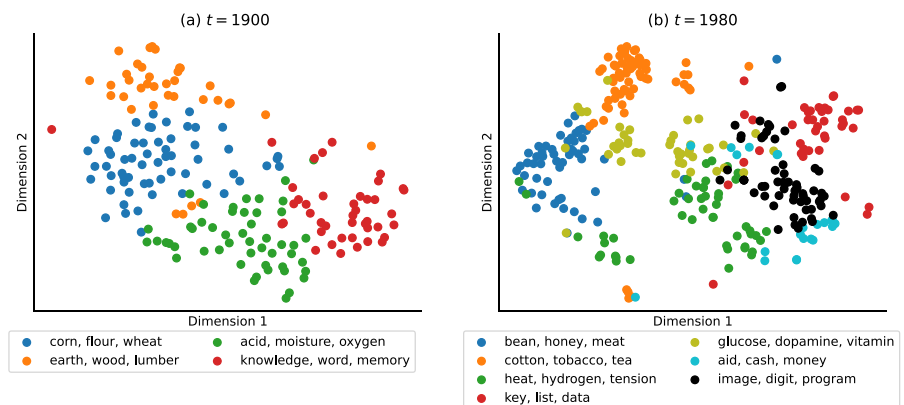 (a) t = 1900
Dimension 2
Dimension 1
corn, flour, wheat
earth, wood, lumber
acid, moisture, oxygen
knowledge, word, memory
(b) t = 1980
Dimension 2
Dimension 1
bean, honey, meat
cotton, tobacco, tea
heat, hydrogen, tension
key, list, data
glucose, dopamine, vitamin
aid, cash, money
image, digit, program